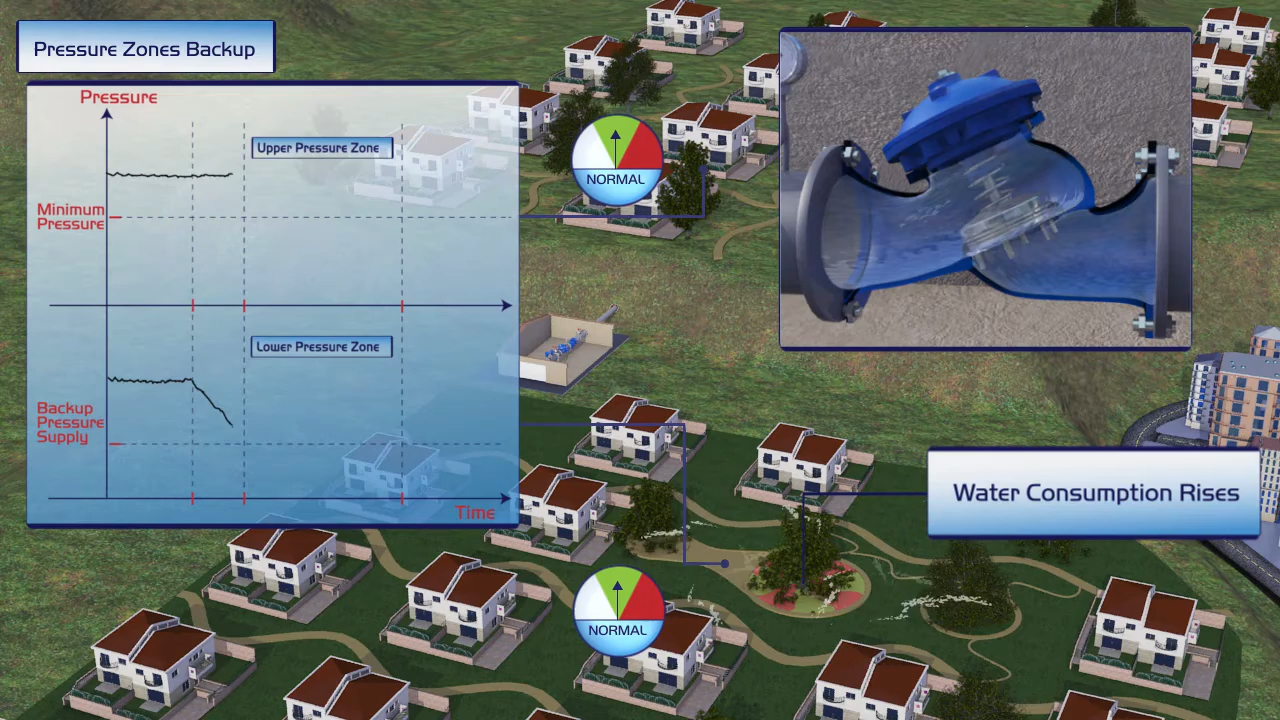 Pressure Zones Backup
Pressure
Upper Pressure Zone
Minimum
Pressure
Lower Pressure Zone
Backup
Pressure
Supply
Time
NORMAL
Water Consumption Rises
NORMAL